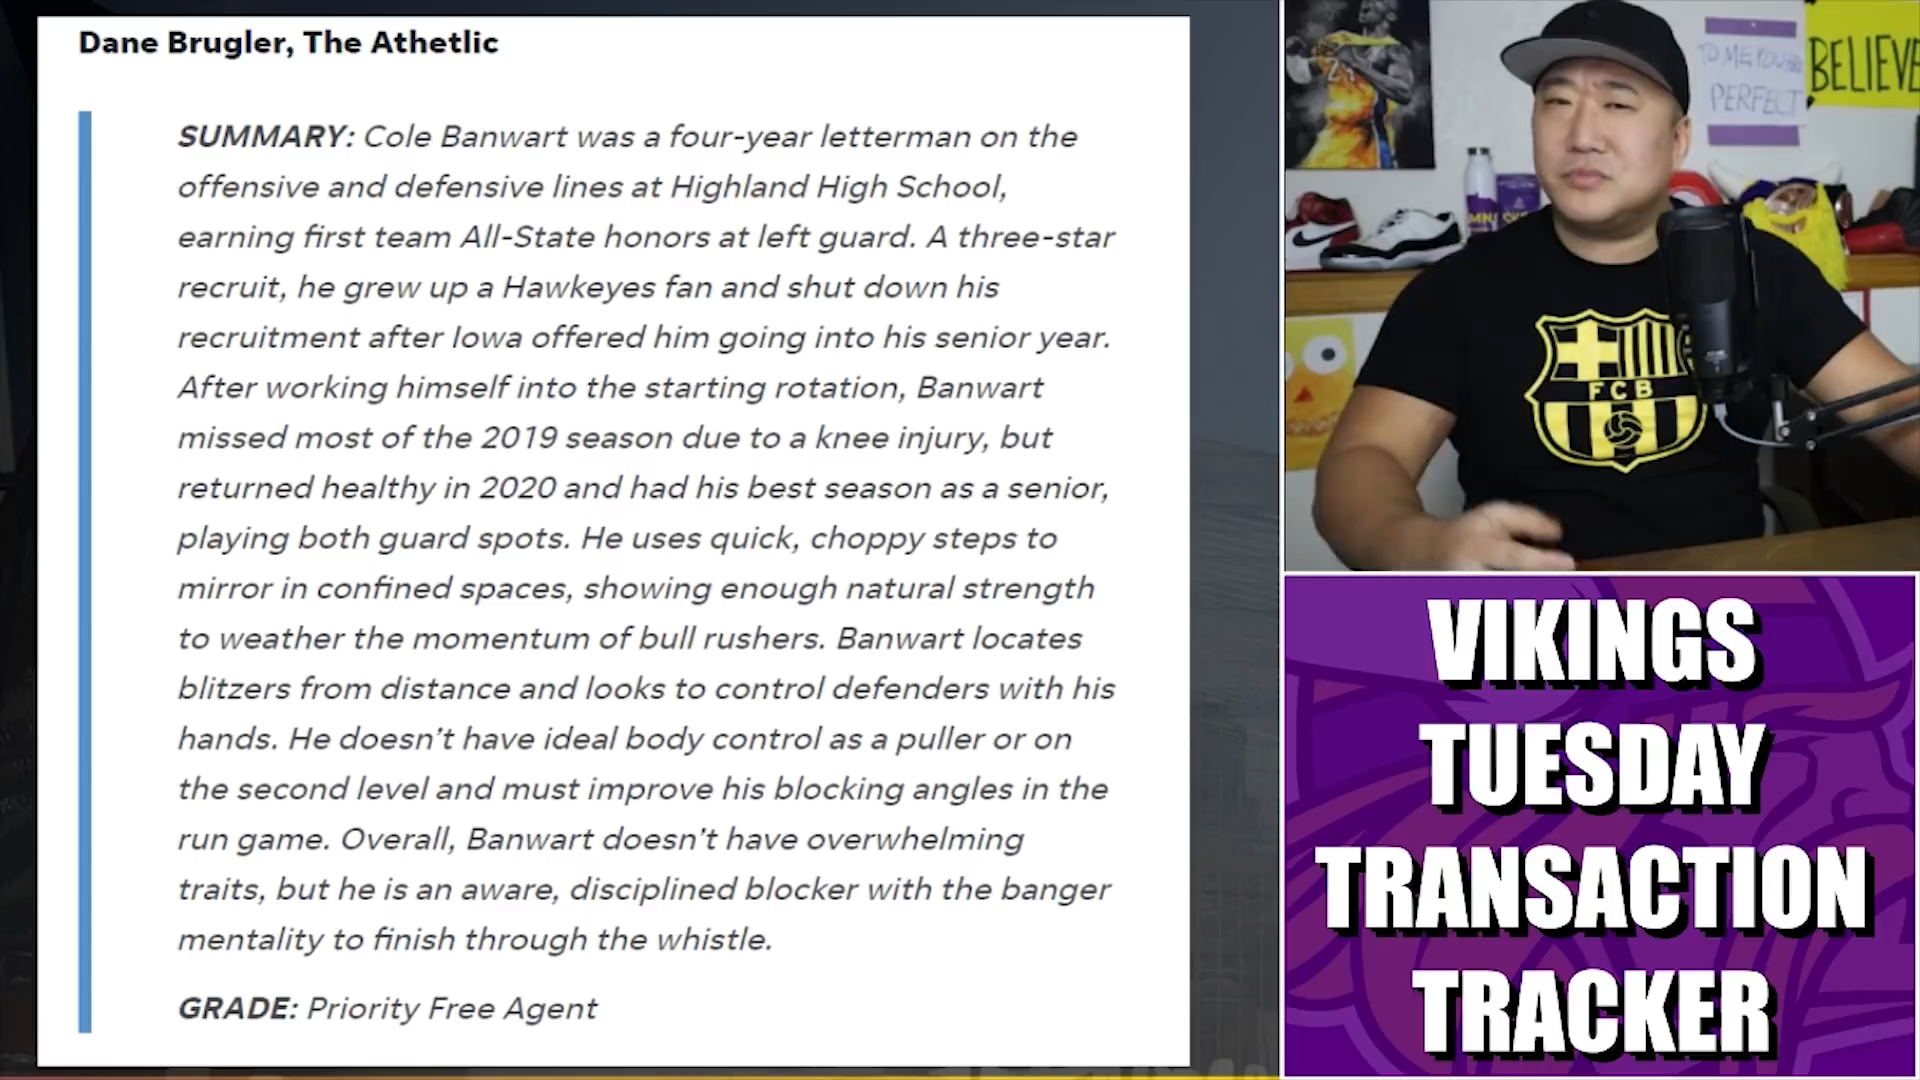 Dane Brugler, The Athetlic
SUMMARY: Cole Banwart was a four-year letterman on the
offensive and defensive lines at Highland High School,
earning first team All-State honors at left guard. A three-star
recruit, he grew up a Hawkeyes fan and shut down his
recruitment after Iowa offered him going into his senior year.
After working himself into the starting rotation, Banwart
missed most of the 2019 season due to a knee injury, but
returned healthy in 2020 and had his best season as a senior,
playing both guard spots. He uses quick, choppy steps to
mirror in confined spaces, showing enough natural strength
to weather the momentum of bull rushers. Banwart locates
blitzers from distance and looks to control defenders with his
hands. He doesn't have ideal body control as a puller or on
the second level and must improve his blocking angles in the
run game. Overall, Banwart doesn't have overwhelming
traits, but he is an aware, disciplined blocker with the banger
mentality to finish through the whistle.
GRADE: Priority Free Agent
24
TO ME YOU
PERFECT
BELIEVE
FCB
VIKINGS
TUESDAY
TRANSACTION
TRACKER